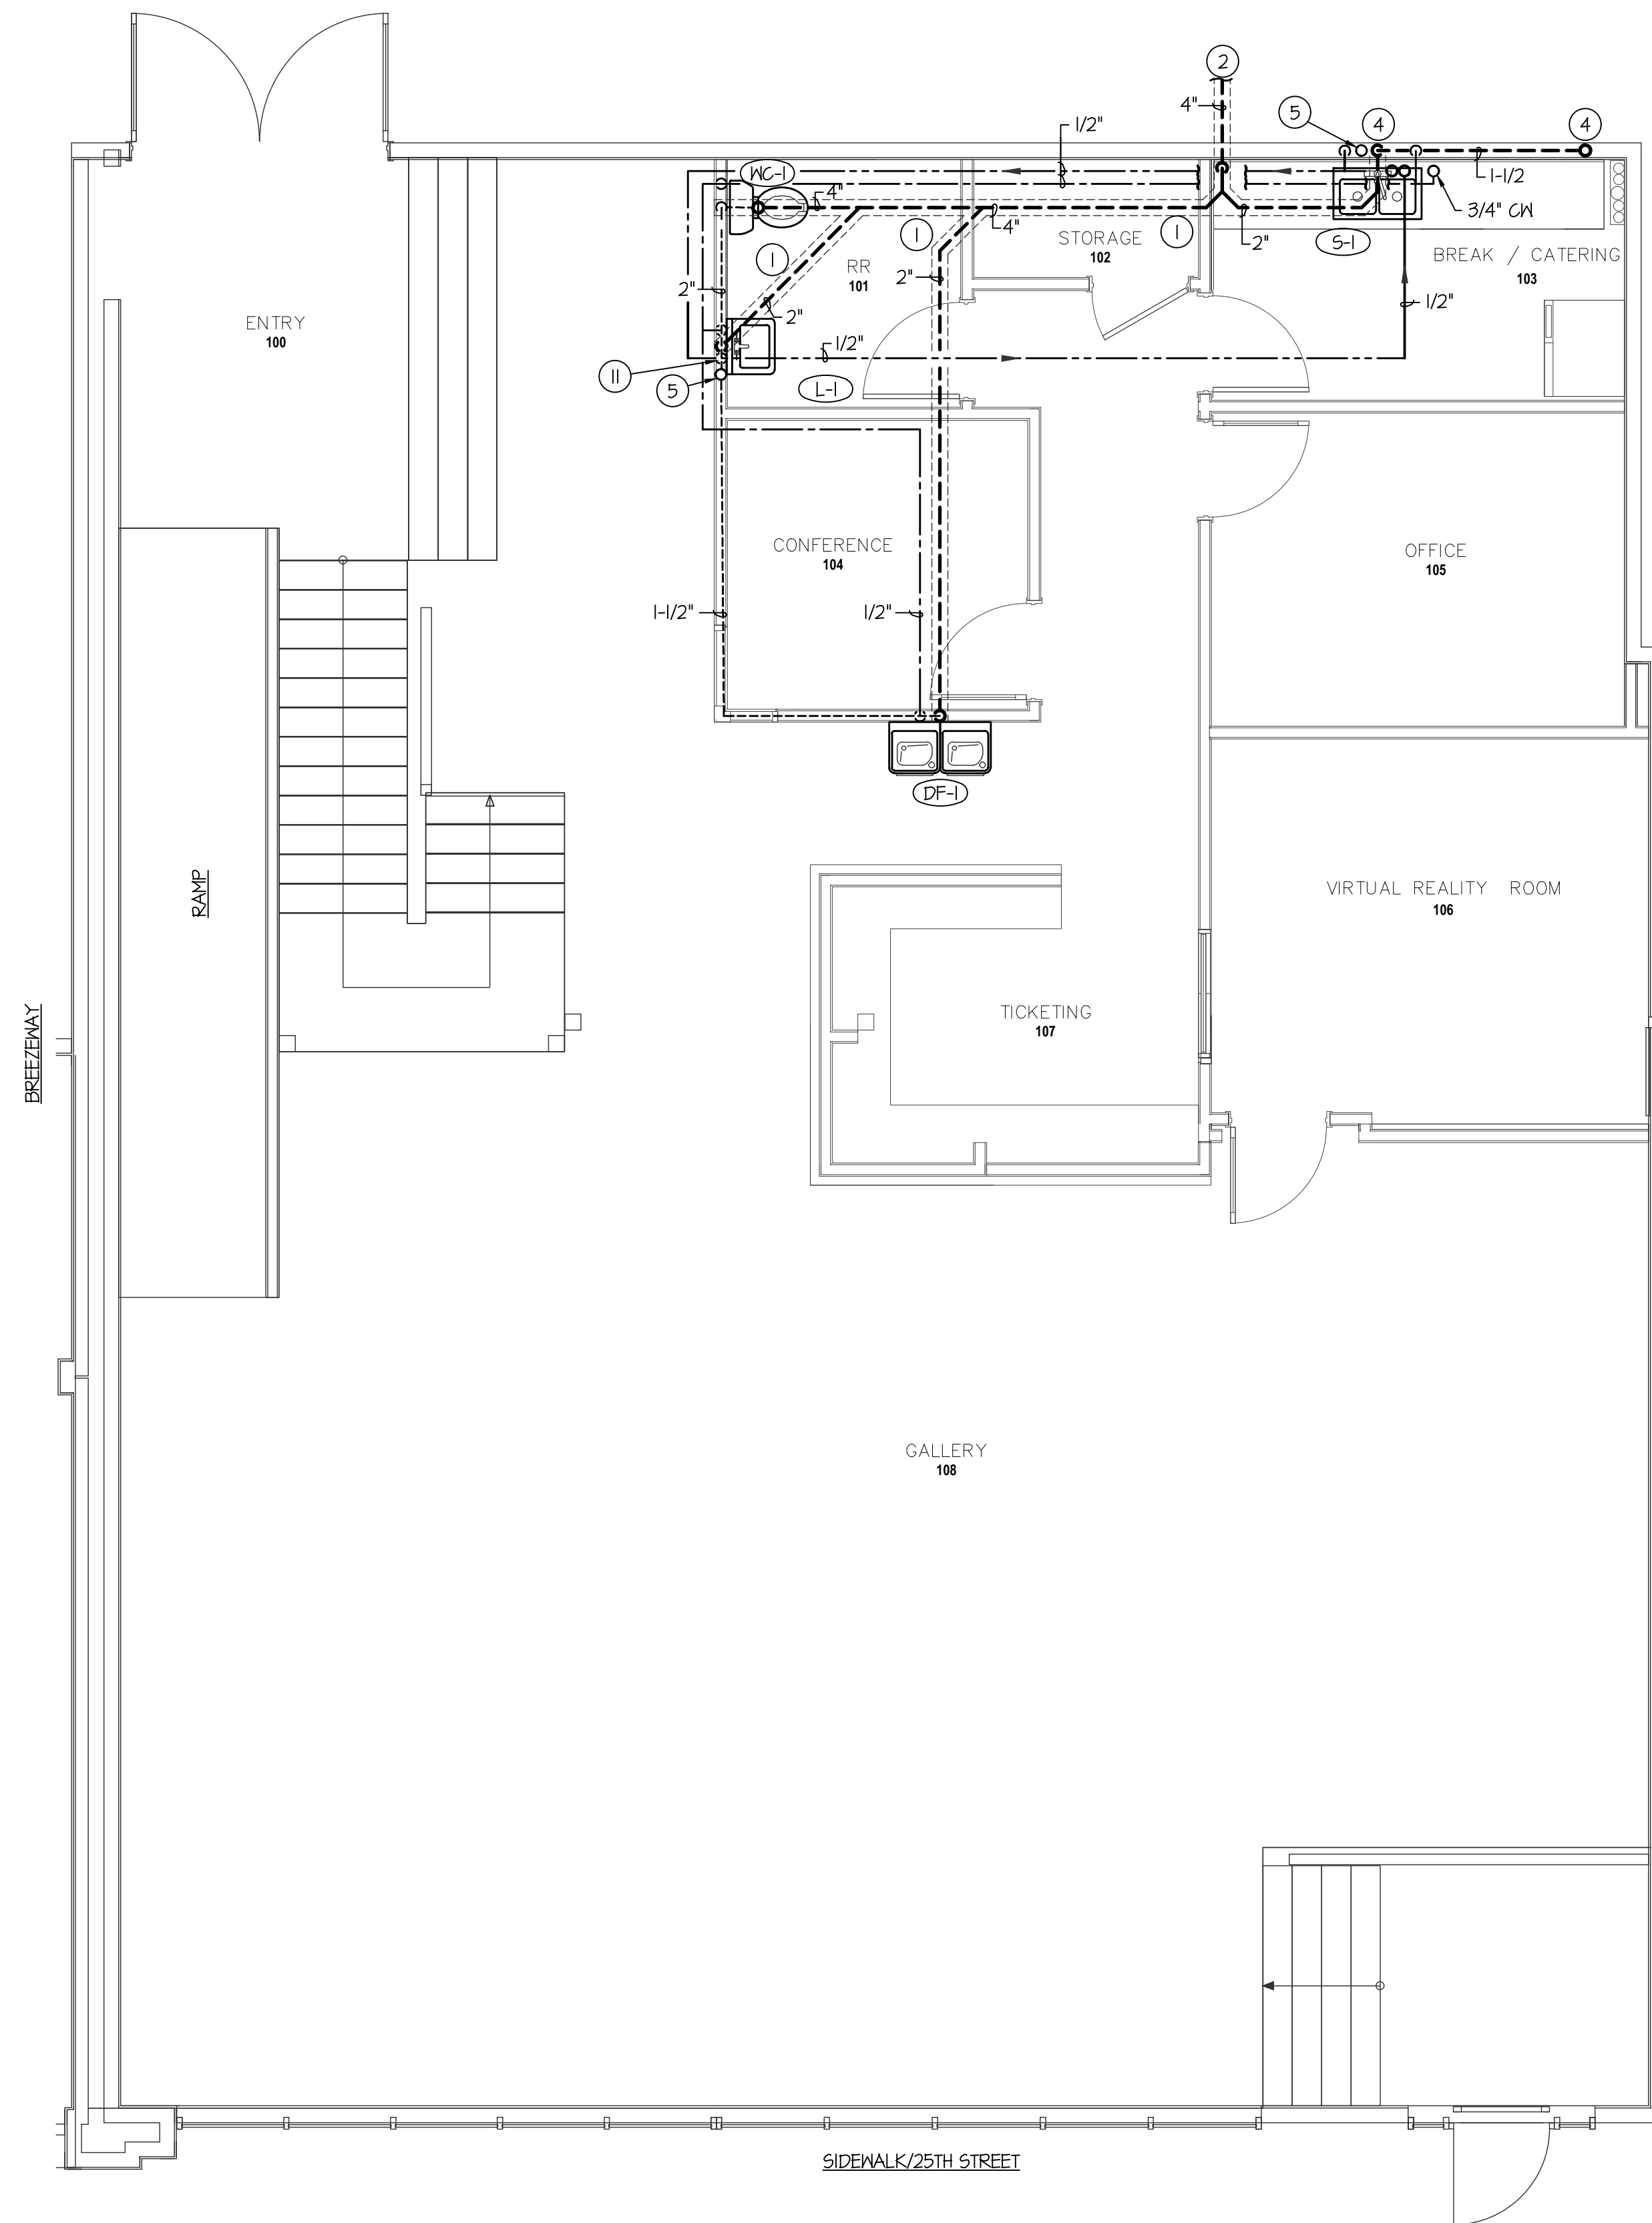 2
4"
5
4
4
1/2"
WC-1
4"
1-1/2
3/4" CW
1
1
4"
STORAGE
102
1
2"
S-1
BREAK / CATERING
103
RR
101
2"
2"
2"
1/2"
ENTRY
100
1/2"
11
5
L-1
CONFERENCE
104
OFFICE
105
1-1/2"
1/2"
DF-1
RAMP
VIRTUAL REALITY ROOM
106
BREEZEWAY
TICKETING
107
GALLERY
108
SIDEWALK/25TH STREET